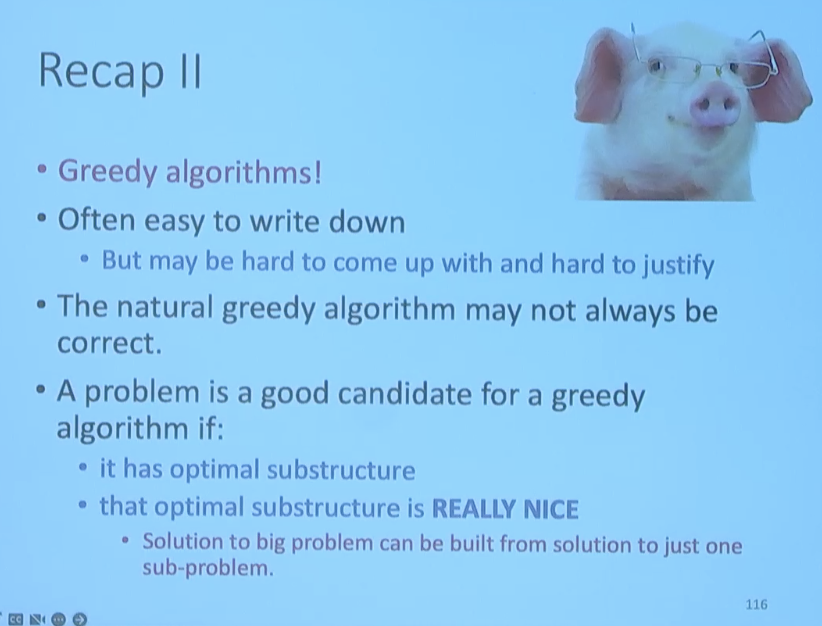 Recap II
• Greedy algorithms!
• Often easy to write down
• But may be hard to come up with and hard to justify
• The natural greedy algorithm may not always be
correct.
• A problem is a good candidate for a greedy
algorithm if:
• it has optimal substructure
• that optimal substructure is REALLY NICE
• Solution to big problem can be built from solution to just one
sub-problem.
116
CC